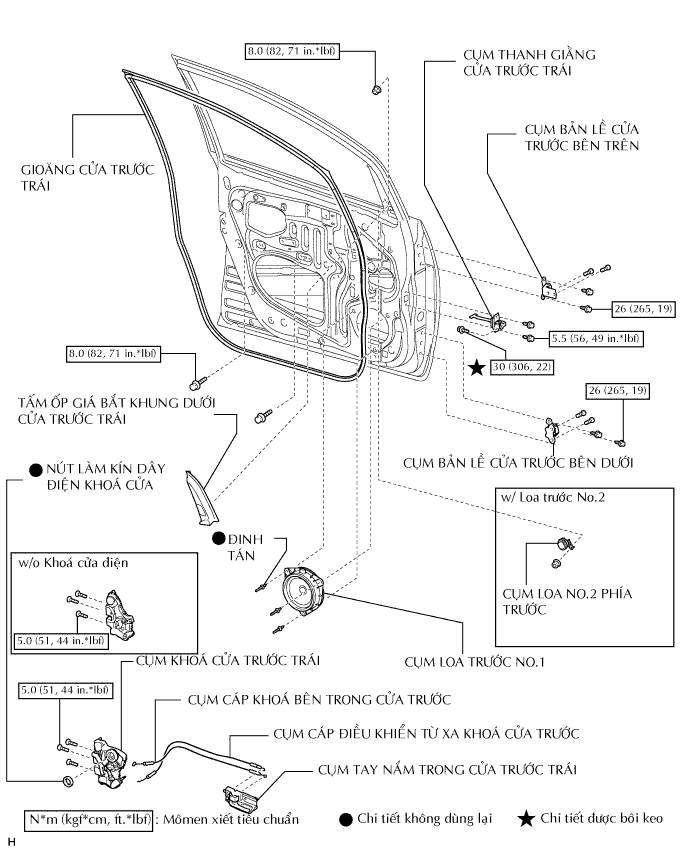 8.0 (82, 71 in.*lbf)
CỤM THANH GIẰNG
CỬA TRƯỚC TRÁI
CỤM BẢN LỀ CỬA
TRƯỚC BÊN TRÊN
GIOĂNG CỬA TRƯỚC
TRÁI
26 (265, 19)
5.5 (56, 49 in.*lbf)
8.0 (82, 71 in.*lbf)
30 (306, 22)
26 (265, 19)
TẤM ỐP GIÁ BẮT KHUNG DƯỚI
CỬA TRƯỚC TRÁI
CỤM BẢN LỀ CỬA TRƯỚC BÊN DƯỚI
NÚT LÀM KÍN DÂY
ĐIỆN KHOÁ CỬA
w/ Loa trước No.2
ĐINH
TÁN
w/o Khoá cửa điện
CỤM LOA NO.2 PHÍA
TRƯỚC
5.0 (51, 44 in.*lbf)
CỤM KHOÁ CỬA TRƯỚC TRÁI
CỤM LOA TRƯỚC NO.1
5.0 (51, 44 in.*lbf)
CỤM CÁP KHOÁ BÊN TRONG CỬA TRƯỚC
CỤM CÁP ĐIỀU KHIỂN TỪ XA KHOÁ CỬA TRƯỚC
CỤM TAY NẮM TRONG CỬA TRƯỚC TRÁI
N*m (kgf*cm, ft.*lbf) : Mômen xiết tiêu chuẩn
Chi tiết không dùng lại
Chi tiết được bôi keo
H